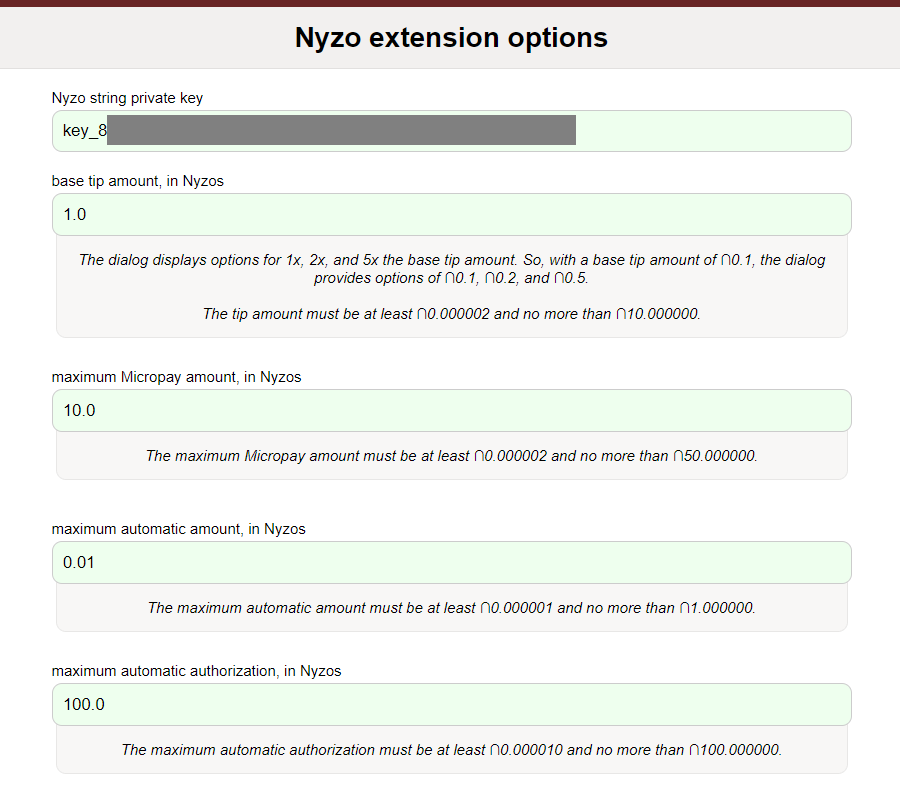 Nyzo extension options
Nyzo string private key
key_8
base tip amount, in Nyzos
1.0
The dialog displays options for 1x, 2x, and 5x the base tip amount. So, with a base tip amount of ∩0.1, the dialog
provides options of ∩0.1, ∩0.2, and ∩0.5.
The tip amount must be at least ∩0.000002 and no more than ∩10.000000.
maximum Micropay amount, in Nyzos
10.0
The maximum Micropay amount must be at least ∩0.000002 and no more than ∩50.000000.
maximum automatic amount, in Nyzos
0.01
The maximum automatic amount must be at least ∩0.000001 and no more than ∩1.000000.
maximum automatic authorization, in Nyzos
100.0
The maximum automatic authorization must be at least ∩0.000010 and no more than ∩100.000000.